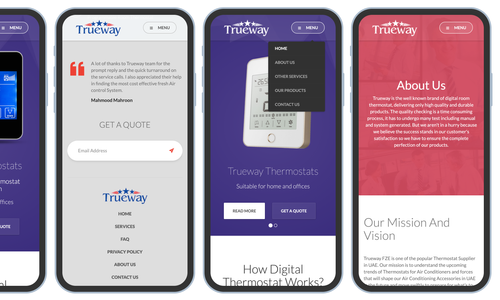 MENU
stats
mostat
n
ffices
QUOTE
al
Trueway
MENU
A lot of thanks to Trueway team for the
prompt reply and the quick turnaround on
the service calls. I also appreciated their help
in finding the most cost effective fresh Air
control System.
Mahmood Mahroon
GET A QUOTE
Email Address
Trueway
HOME
SERVICES
FAQ
PRIVACY POLICY
ABOUT US
CONTACT US
Trueway
MENU
HOME
ABOUT US
OTHER SERVICES
OUR PRODUCTS
CONTACT US
Trueway Thermostats
Suitable for home and offices
READ MORE
GET A QUOTE
How Digital
Thermostat Works?
Trueway
MENU
About Us
Trueway is the well known brand of digital room
thermostat, delivering only high quality and durable
products. The quality checking is a time consuming
process, it has to undergo many test including manual
and system generated. But we aren't in a hurry because
we believe the success stands in our customer's
satisfaction so we have to ensure the complete
perfection of our products.
Our Mission And
Vision
Trueway FZE is one of the popular Thermostat Supplier
in UAE. Our mission is to understand the upcoming
trends of Thermostats for Air Conditioners and forces
that will shape our Air Conditioning Accessories in UAE